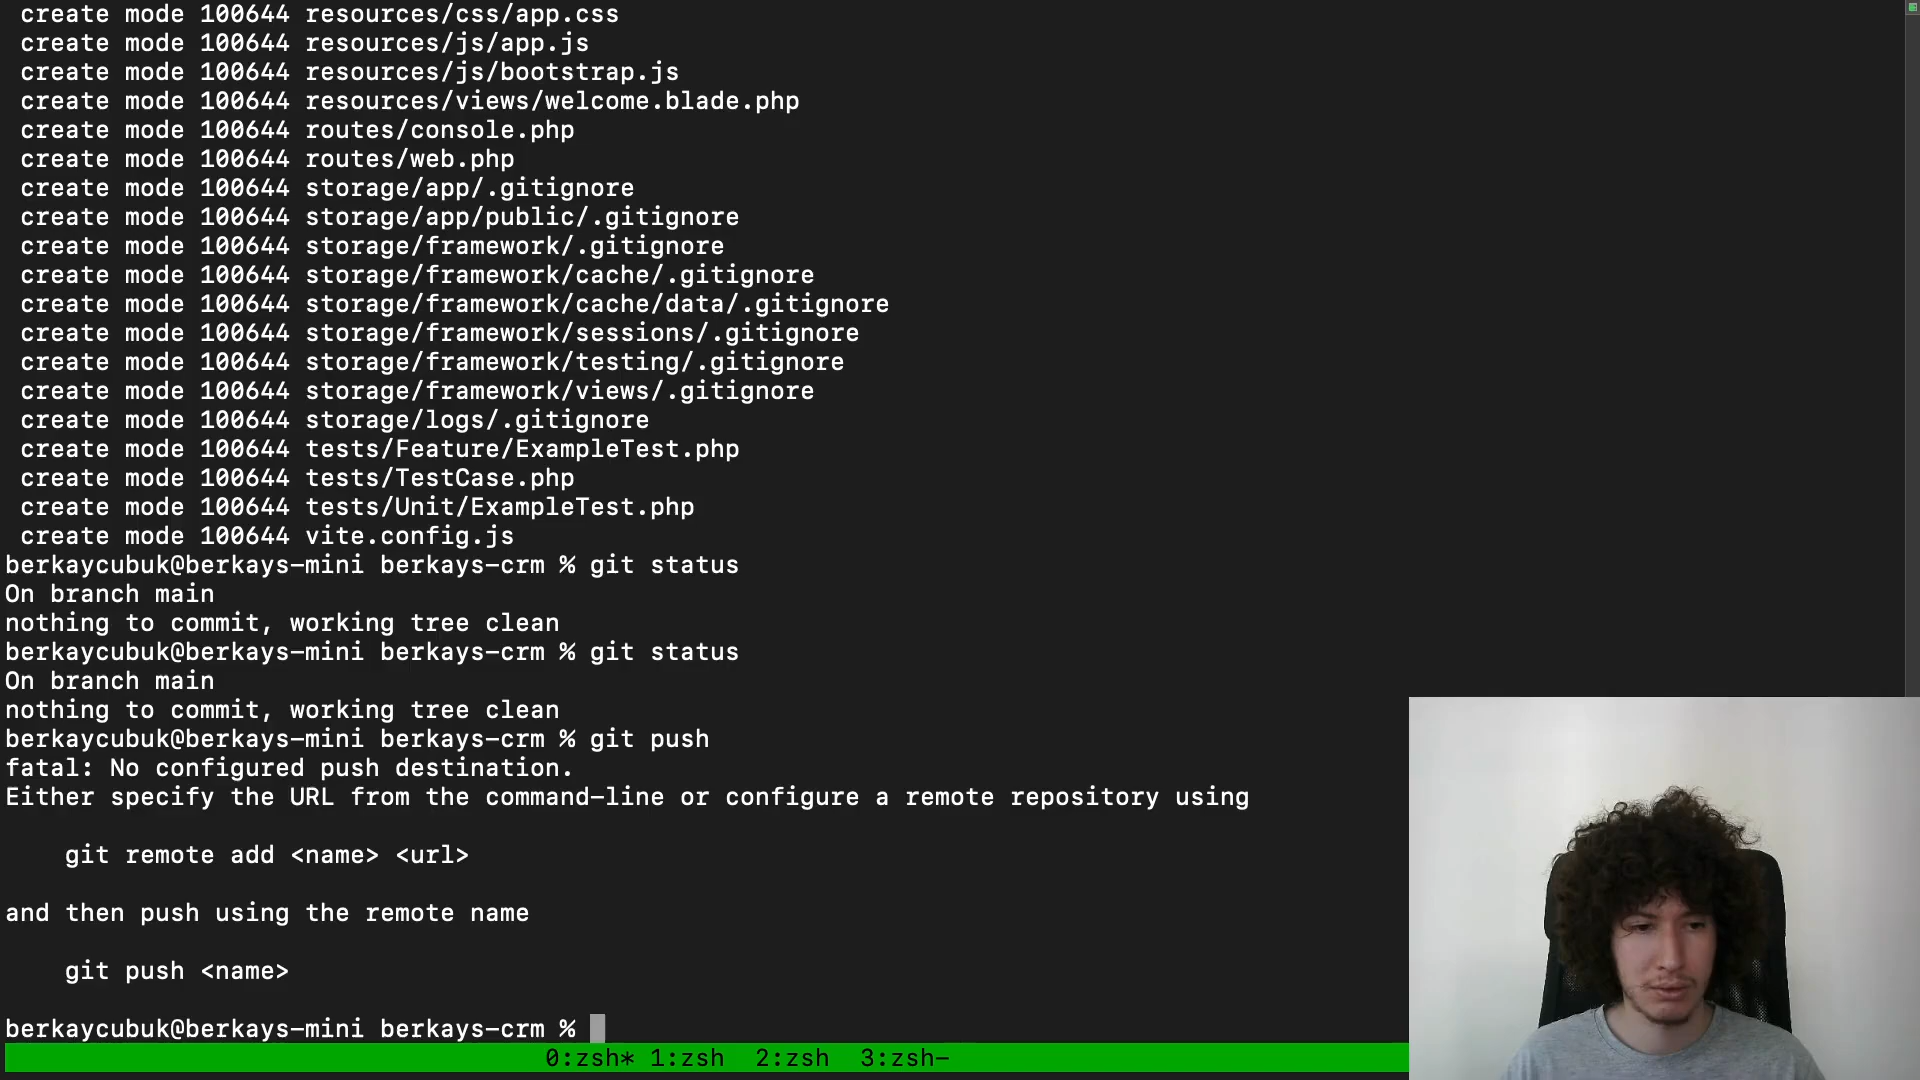 create mode 100644 resources/css/app.css
create mode 100644 resources/js/app.js
create mode 100644 resources/js/bootstrap.js
create mode 100644 resources/views/welcome.blade.php
create mode 100644 routes/console.php
create mode 100644 routes/web.php
create mode 100644 storage/app/.gitignore
create mode 100644 storage/app/public/.gitignore
create mode 100644 storage/framework/.gitignore
create mode 100644 storage/framework/cache/.gitignore
create mode 100644 storage/framework/cache/data/.gitignore
create mode 100644 storage/framework/sessions/.gitignore
create mode 100644 storage/framework/testing/.gitignore
create mode 100644 storage/framework/views/.gitignore
create mode 100644 storage/logs/.gitignore
create mode 100644 tests/Feature/ExampleTest.php
create mode 100644 tests/TestCase.php
create mode 100644 tests/Unit/ExampleTest.php
create mode 100644 vite.config.js
berkaycubuk@berkays-mini berkays-crm % git status
On branch main
nothing to commit, working tree clean
berkaycubuk@berkays-mini berkays-crm % git status
On branch main
nothing to commit, working tree clean
berkaycubuk@berkays-mini berkays-crm % git push
fatal: No configured push destination.
Either specify the URL from the command-line or configure a remote repository using
git remote add <name> <url>
and then push using the remote name
git push <name>
berkaycubuk@berkays-mini berkays-crm %
0:zsh* 1:zsh 2:zsh 3:zsh-